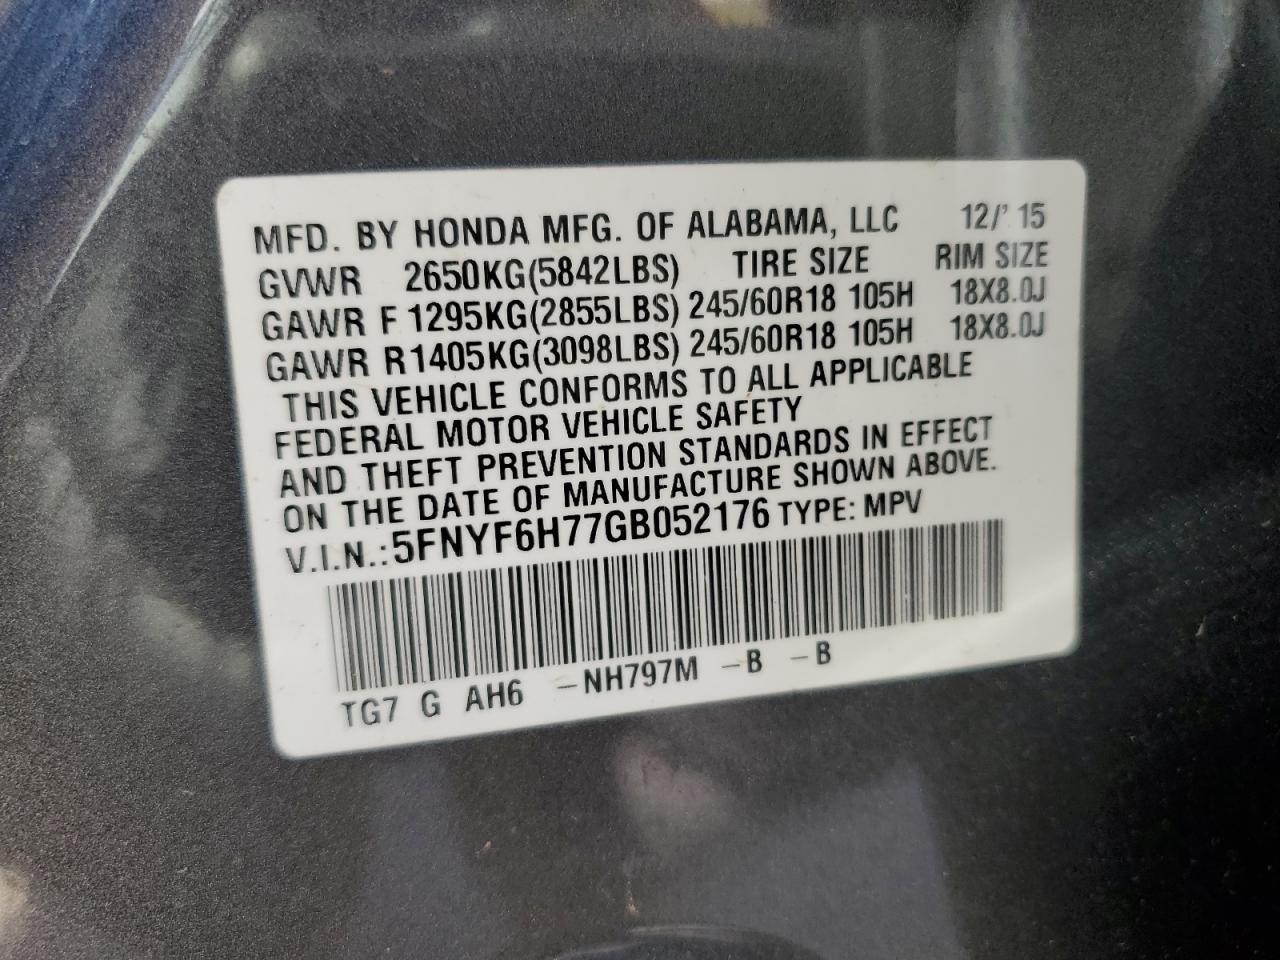 MFD. BY HONDA MFG. OF ALABAMA, LLC 12/' 15
GVWR 2650KG(5842LBS) TIRE SIZE RIM SIZE
GAWR F 1295KG(2855LBS) 245/60R18 105H 18X8.0J
GAWR R 1405KG(3098LBS) 245/60R18 105H 18X8.0J
THIS VEHICLE CONFORMS TO ALL APPLICABLE
FEDERAL MOTOR VEHICLE SAFETY
AND THEFT PREVENTION STANDARDS IN EFFECT
ON THE DATE OF MANUFACTURE SHOWN ABOVE.
V.I.N.: 5FNYF6H77GB052176 TYPE: MPV
TG7 G AH6 -NH797M -B -B